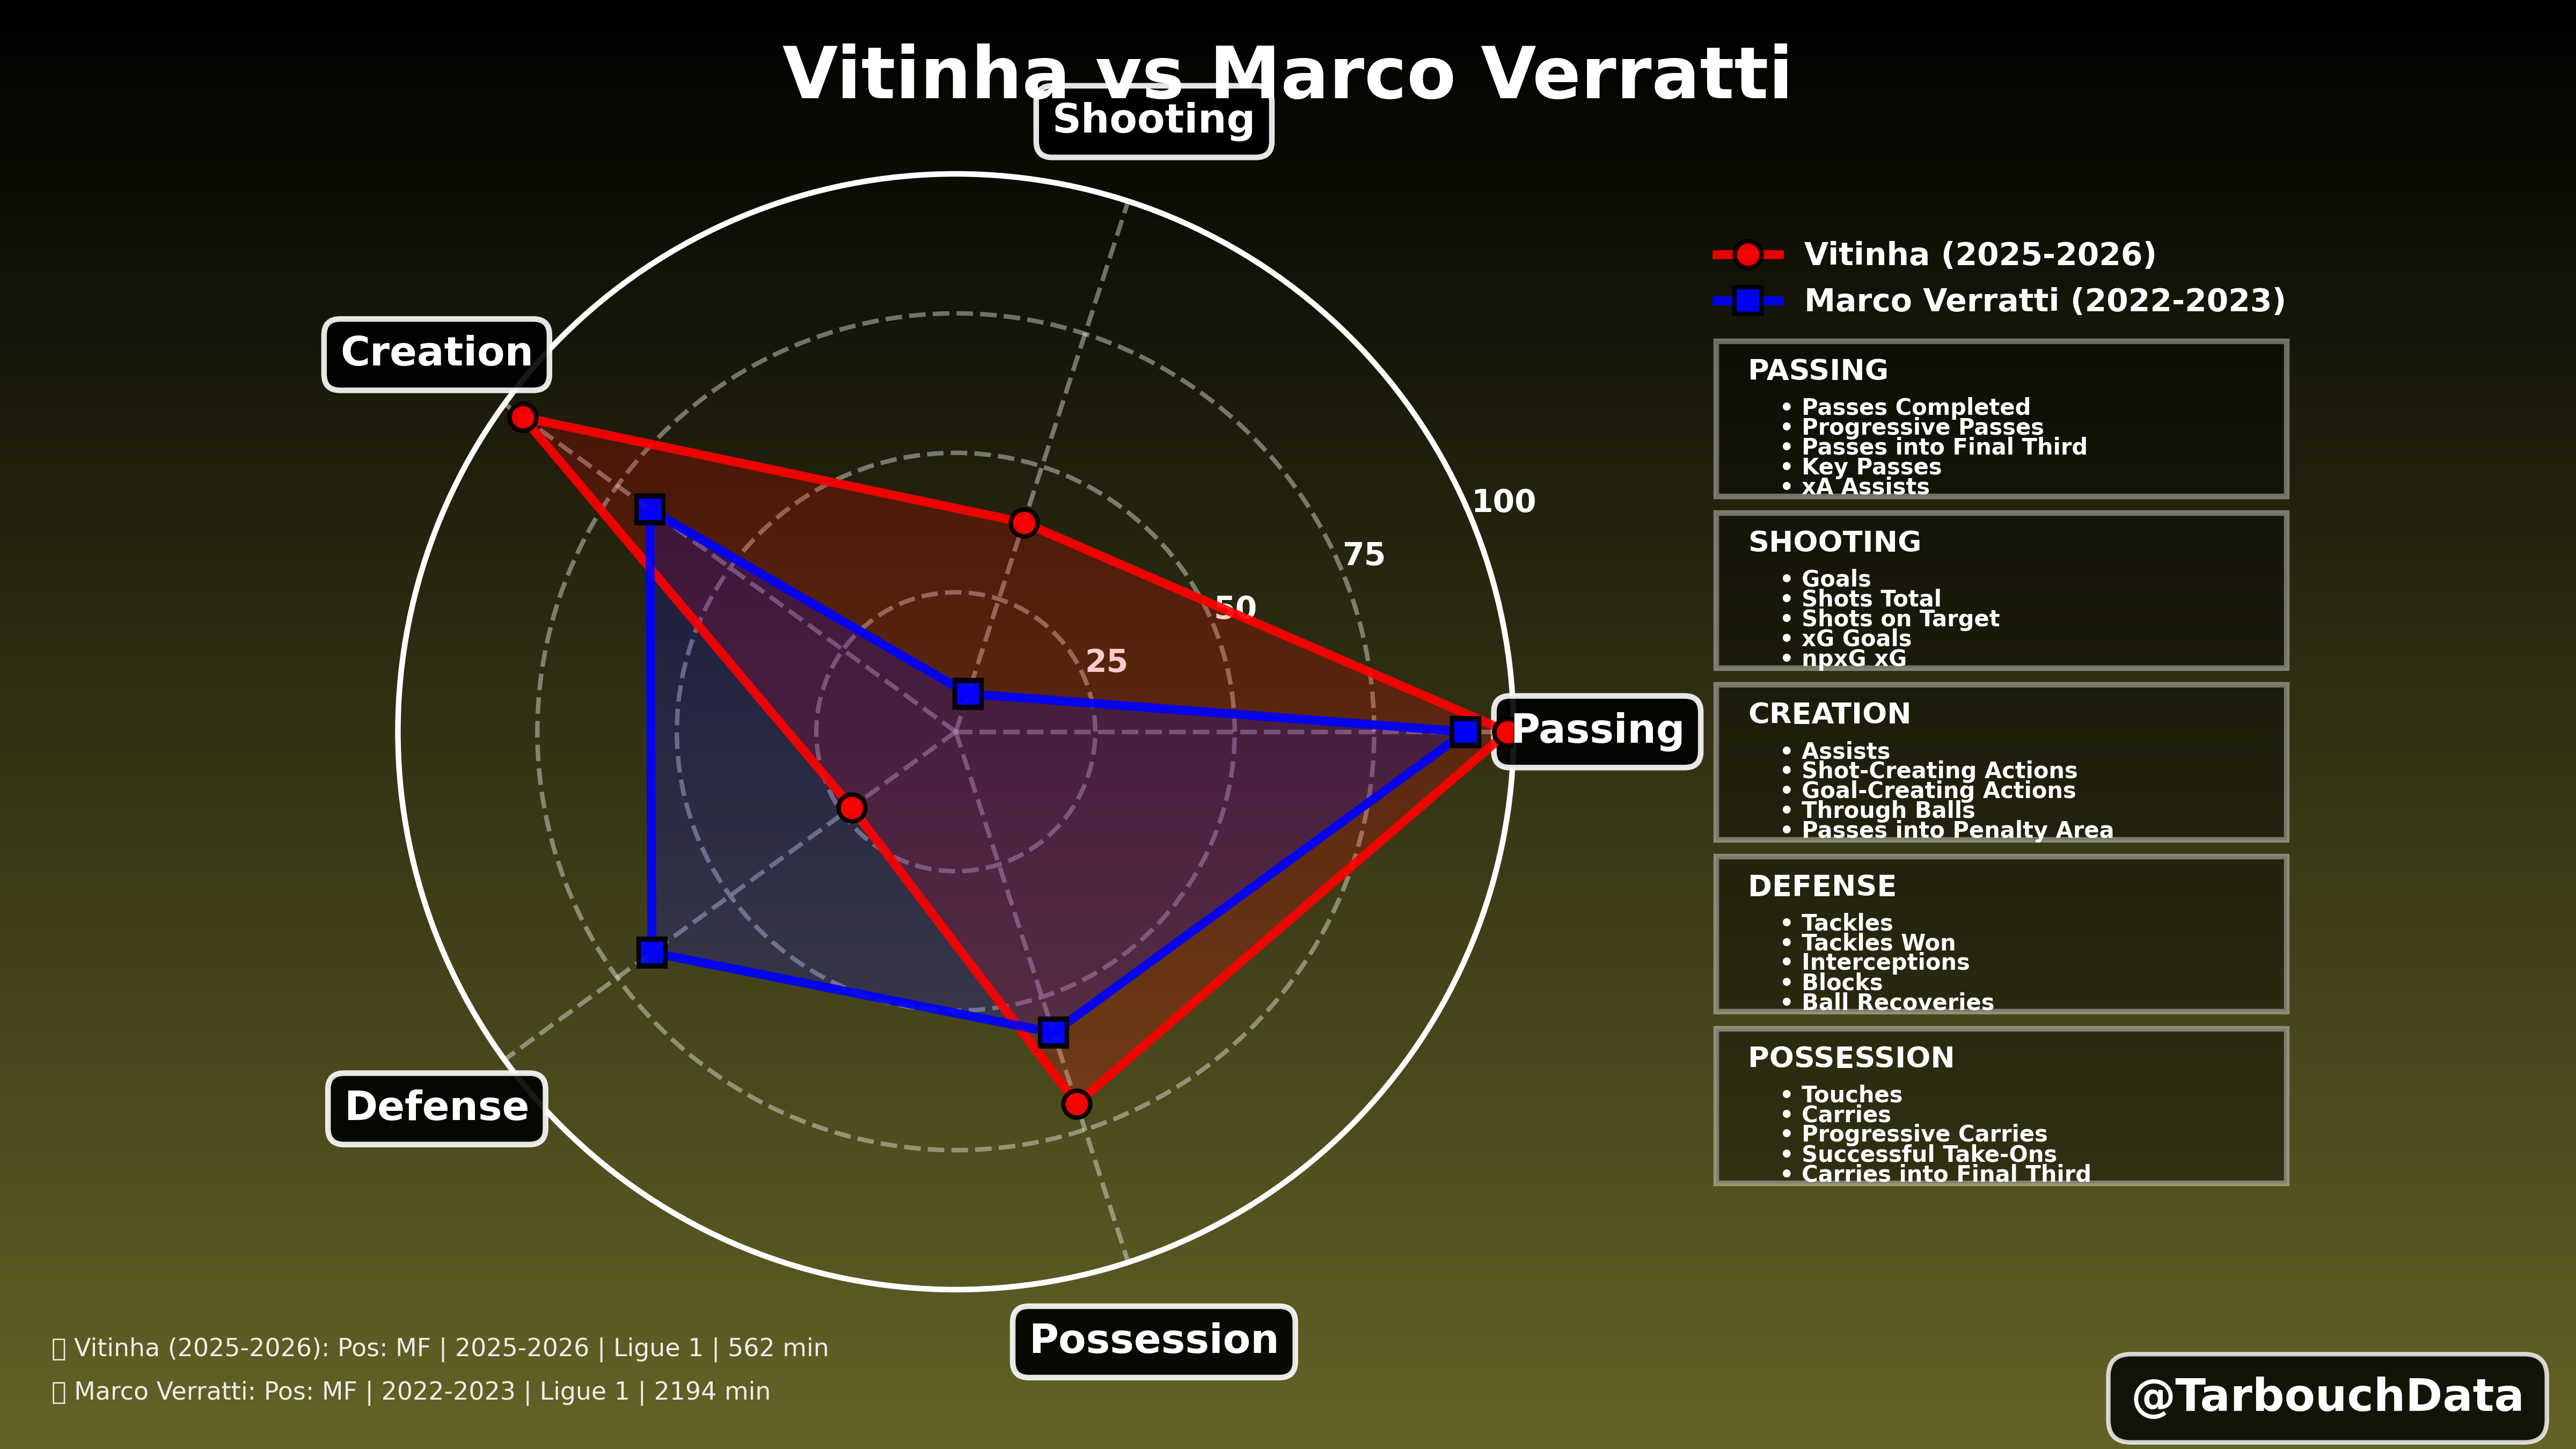 Vitinha vs Marco Verratti
Shooting
Creation
Passing
Defense
Possession
100
75
50
25
Vitinha (2025-2026)
Marco Verratti (2022-2023)
PASSING
• Passes Completed
• Progressive Passes
• Passes into Final Third
• Key Passes
• xA Assists
SHOOTING
• Goals
• Shots Total
• Shots on Target
• xG Goals
• npxG xG
CREATION
• Assists
• Shot-Creating Actions
• Goal-Creating Actions
• Through Balls
• Passes into Penalty Area
DEFENSE
• Tackles
• Tackles Won
• Interceptions
• Blocks
• Ball Recoveries
POSSESSION
• Touches
• Carries
• Progressive Carries
• Successful Take-Ons
• Carries into Final Third
Vitinha (2025-2026): Pos: MF | 2025-2026 | Ligue 1 | 562 min
Marco Verratti: Pos: MF | 2022-2023 | Ligue 1 | 2194 min
@TarbouchData